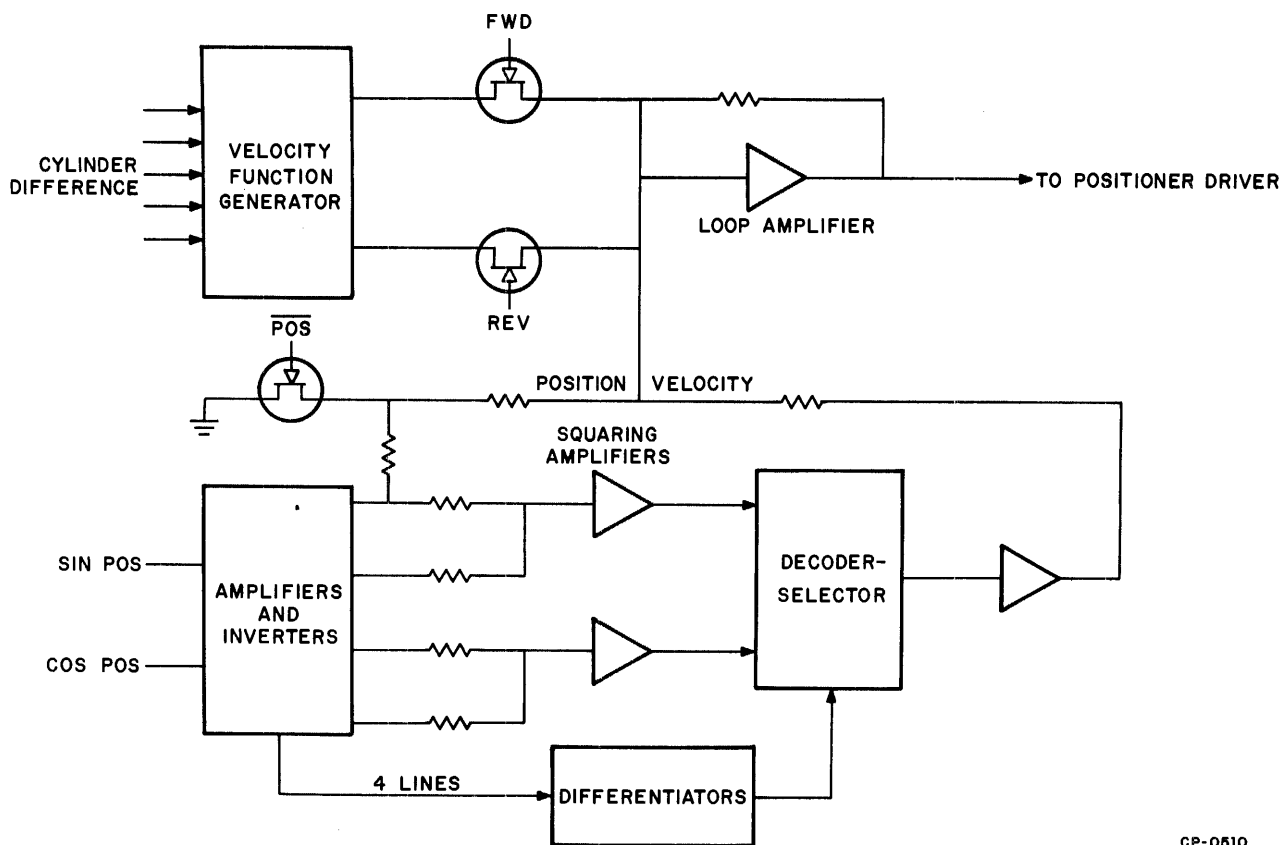 FWD
CYLINDER
DIFFERENCE
VELOCITY
FUNCTION
GENERATOR
LOOP AMPLIFIER
TO POSITIONER DRIVER
REV
POS
POSITION VELOCITY
SQUARING
AMPLIFIERS
SIN POS
COS POS
AMPLIFIERS
AND
INVERTERS
DECODER-
SELECTOR
4 LINES
DIFFERENTIATORS
CP-0510